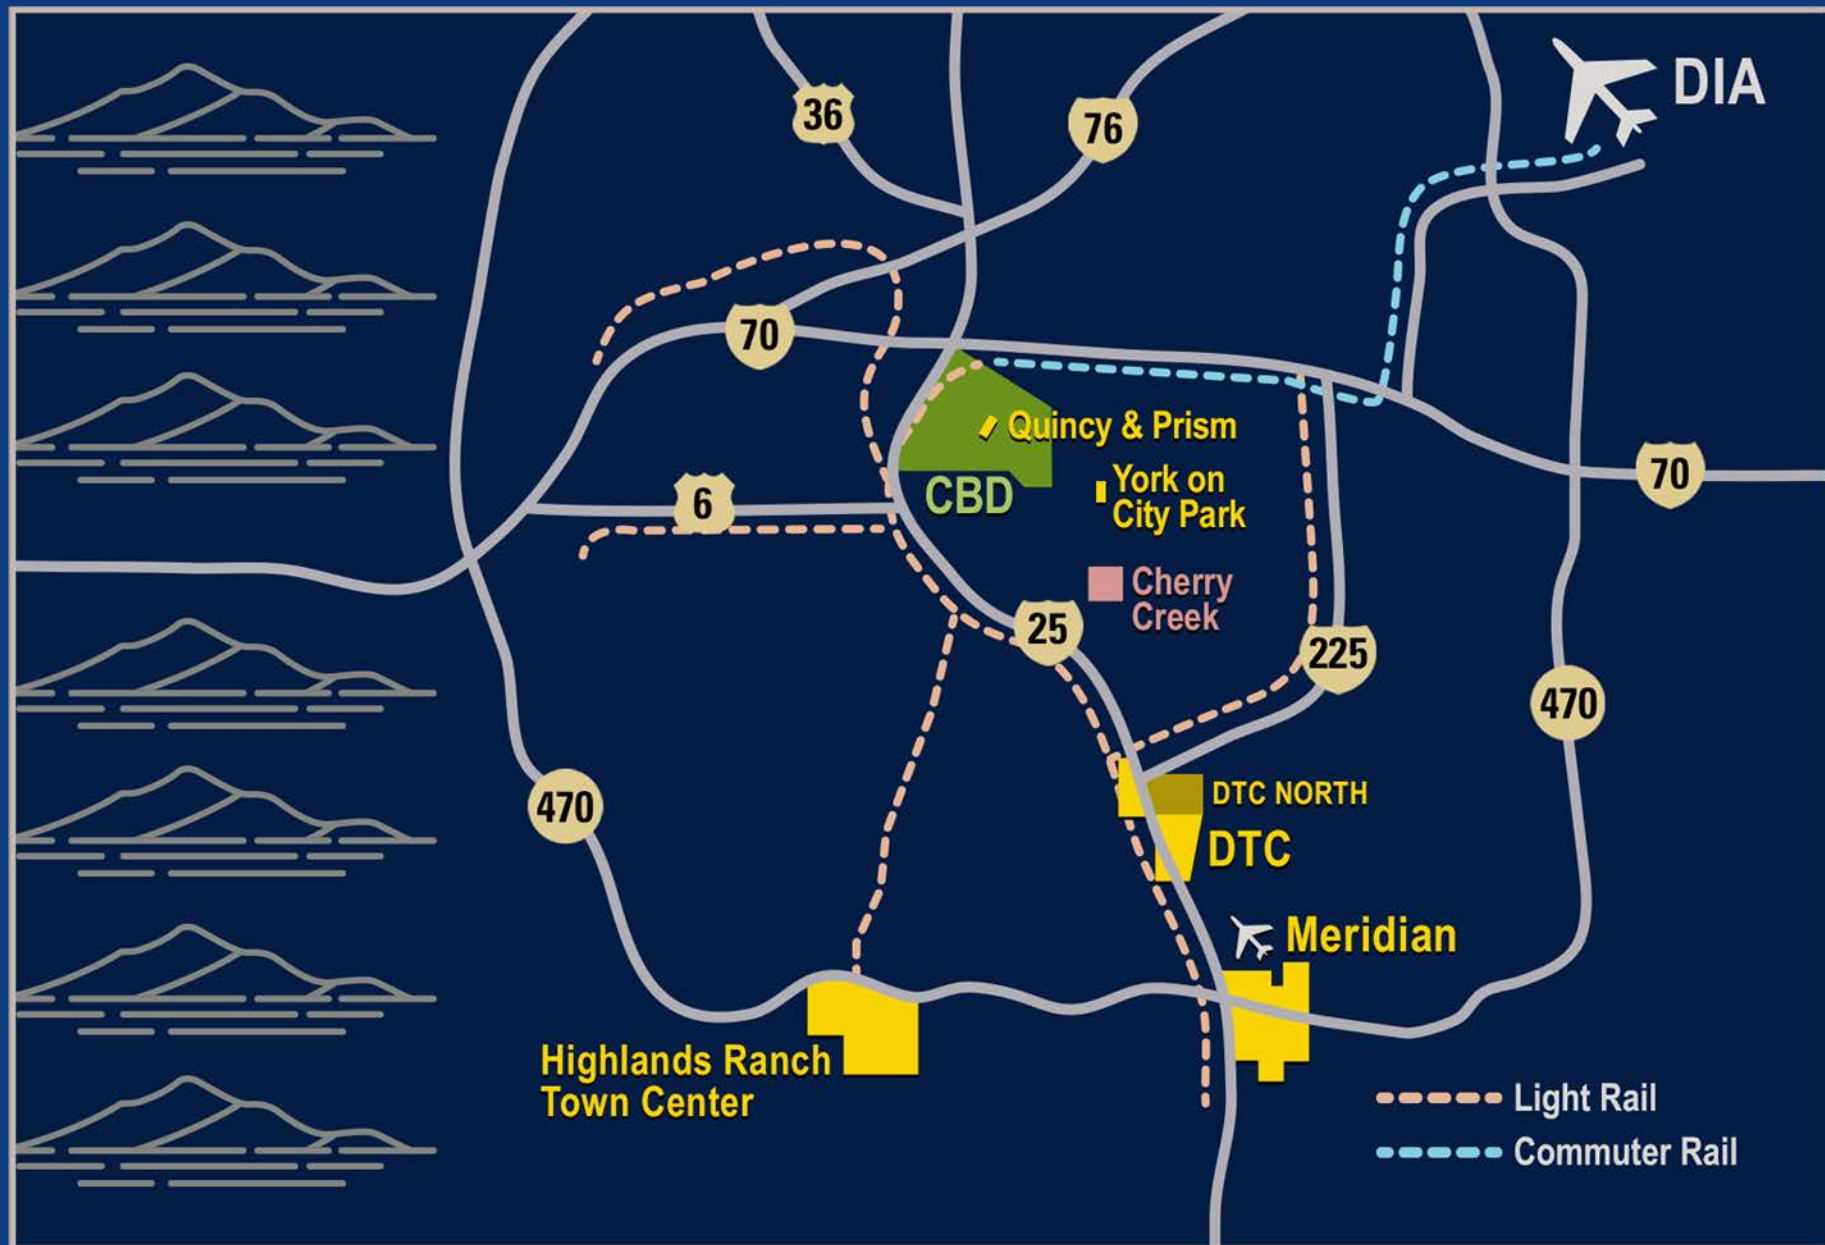 DIA
36
76
70
Quincy & Prism
York on
City Park
CBD
6
70
Cherry
Creek
25
225
470
470
DTC NORTH
DTC
Meridian
Highlands Ranch
Town Center
Light Rail
Commuter Rail